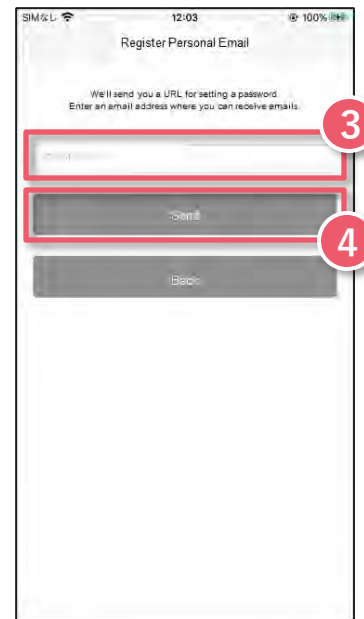 SIMなし 12:03 100%
Register Personal Email
We'll send you a URL for setting a password
Enter an email address where you can receive emails
3
Send
4
Back